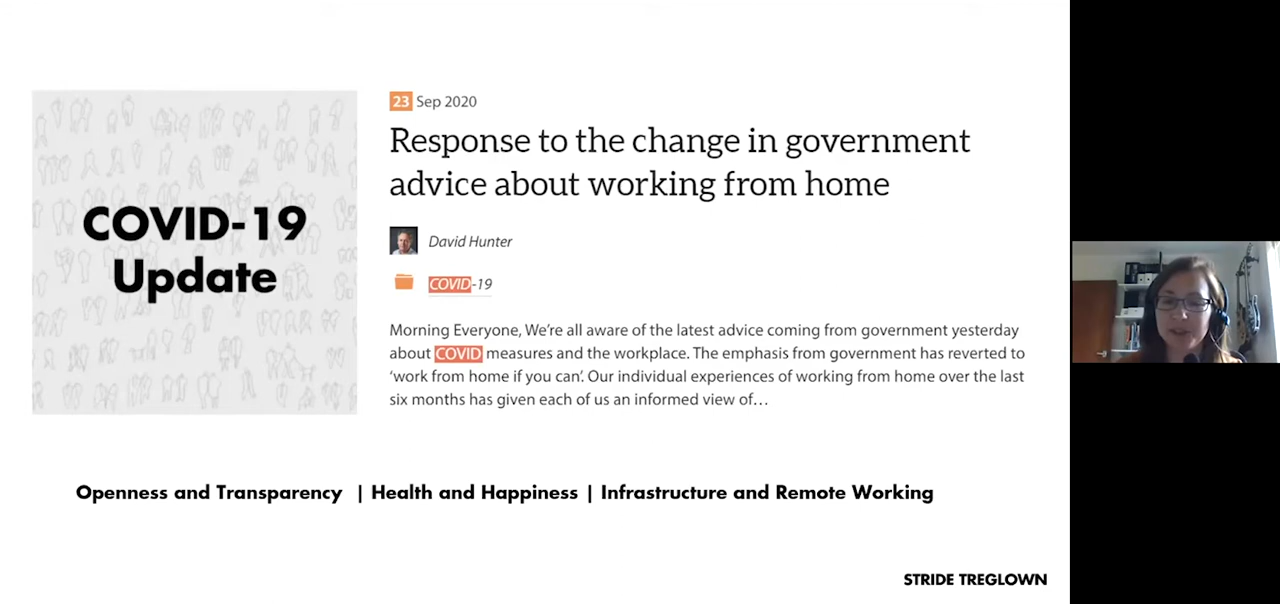 COVID-19
Update
23 Sep 2020
Response to the change in government
advice about working from home
David Hunter
COVID-19
Morning Everyone, We’re all aware of the latest advice coming from government yesterday
about COVID measures and the workplace. The emphasis from government has reverted to
‘work from home if you can’. Our individual experiences of working from home over the last
six months has given each of us an informed view of…
Openness and Transparency | Health and Happiness | Infrastructure and Remote Working
STRIDE TREGLOWN